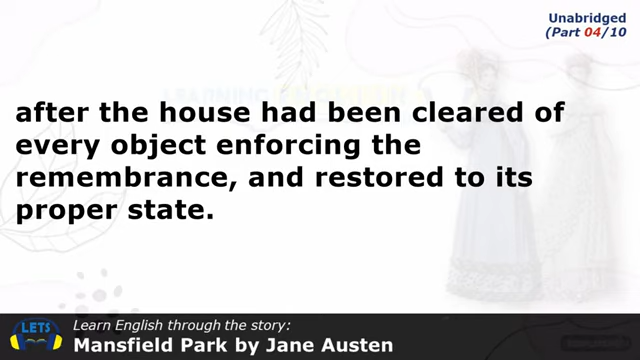 Unabridged
(Part 04/10
after the house had been cleared of
every object enforcing the
remembrance, and restored to its
proper state.
LETS
Learn English through the story:
Mansfield Park by Jane Austen